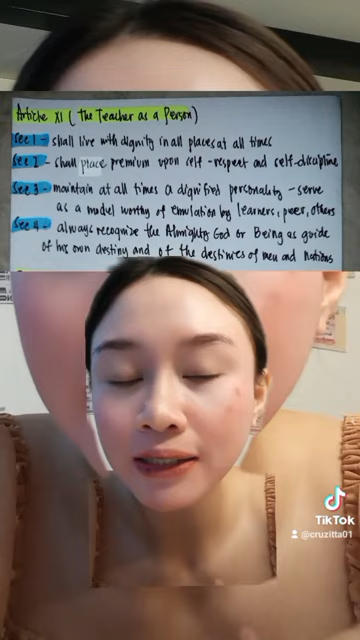 Article XI ( The Teacher as a Person)
Sec 1 - shall live with dignity in all places at all times
Sec 2 - shall place premium upon self-respect and self-discipline
Sec 3 - maintain at all times a dignified personality - serve
as a model worthy of emulation by learners, peer, others
Sec 4 - always recognize the Almighty God or Being as guide
of his own destiny and of the destinies of men and nations
TikTok
@cruzitta01